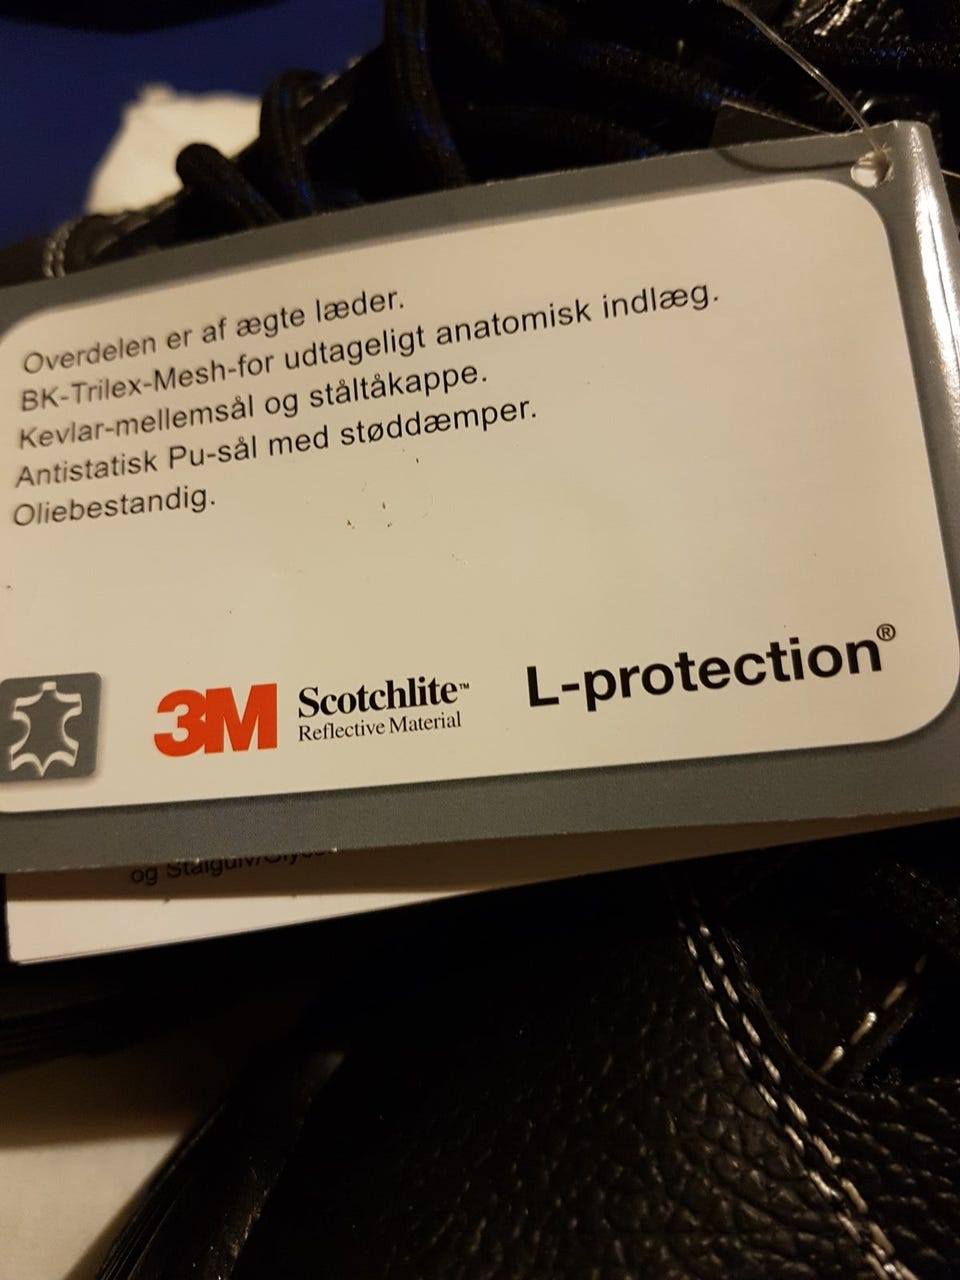 Overdelen er af ægte læder.
BK-Trilex-Mesh-for udtageligt anatomisk indlæg.
Kevlar-mellemsål og ståltåkappe.
Antistatisk Pu-sål med støddæmper.
Oliebestandig.
3M Scotchlite™
Reflective Material
L-protection®
og